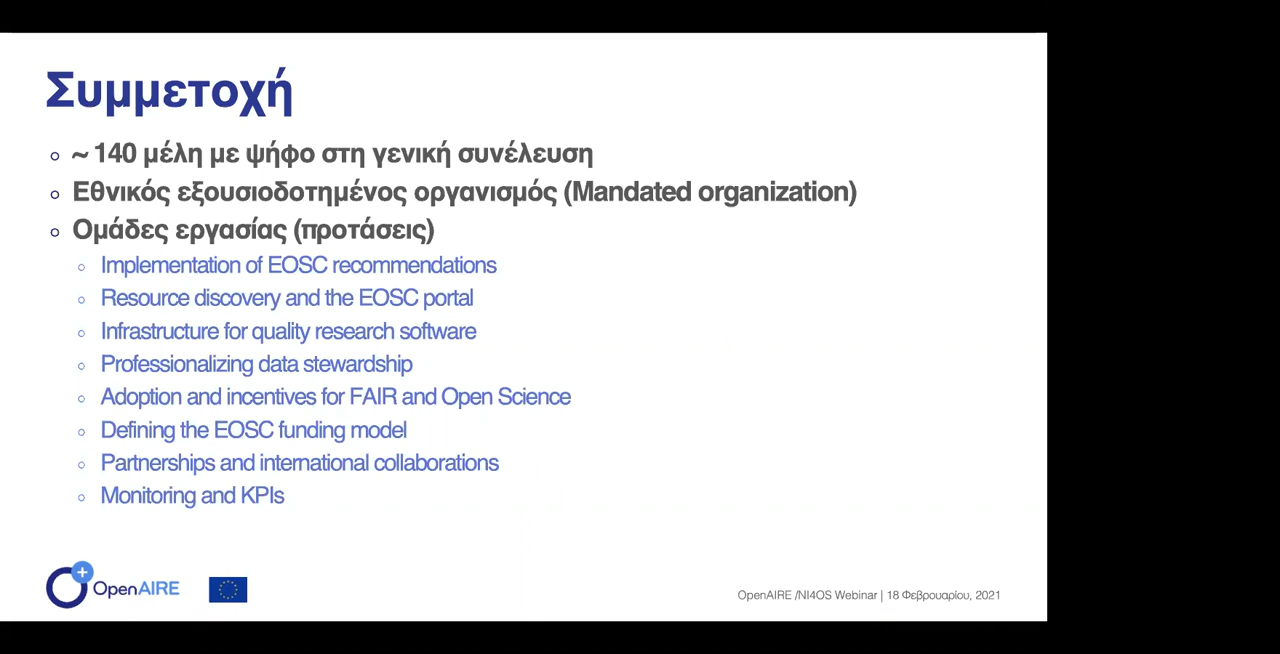 Συμμετοχή
~ 140 μέλη με ψήφο στη γενική συνέλευση
Εθνικός εξουσιοδοτημένος οργανισμός (Mandated organization)
Ομάδες εργασίας (προτάσεις)
Implementation of EOSC recommendations
Resource discovery and the EOSC portal
Infrastructure for quality research software
Professionalizing data stewardship
Adoption and incentives for FAIR and Open Science
Defining the EOSC funding model
Partnerships and international collaborations
Monitoring and KPIs
OpenAIRE
OpenAIRE /NI4OS Webinar | 18 Φεβρουαρίου, 2021